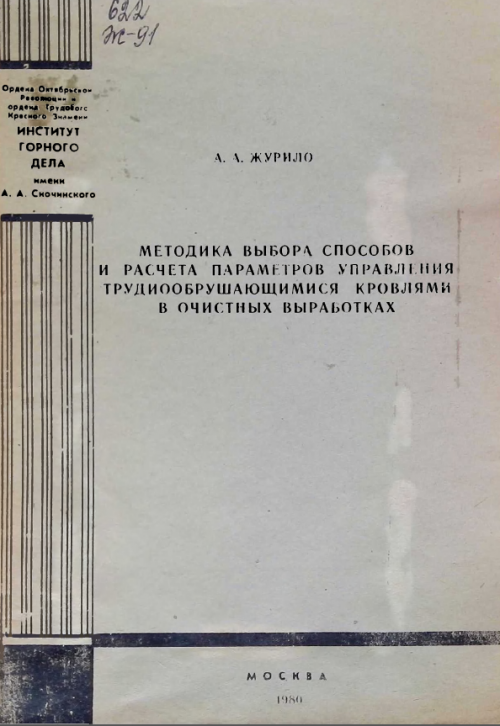 622
Ж-91
Ордена Октябрьской
Революции и
ордена Трудового
Красного Знамени
ИНСТИТУТ
ГОРНОГО
ДЕЛА
имени
А. А. Скочинского
А. А. ЖУРИЛО
МЕТОДИКА ВЫБОРА СПОСОБОВ
И РАСЧЕТА ПАРАМЕТРОВ УПРАВЛЕНИЯ
ТРУДНООБРУШАЮЩИМИСЯ КРОВЛЯМИ
В ОЧИСТНЫХ ВЫРАБОТКАХ
МОСКВА
1980